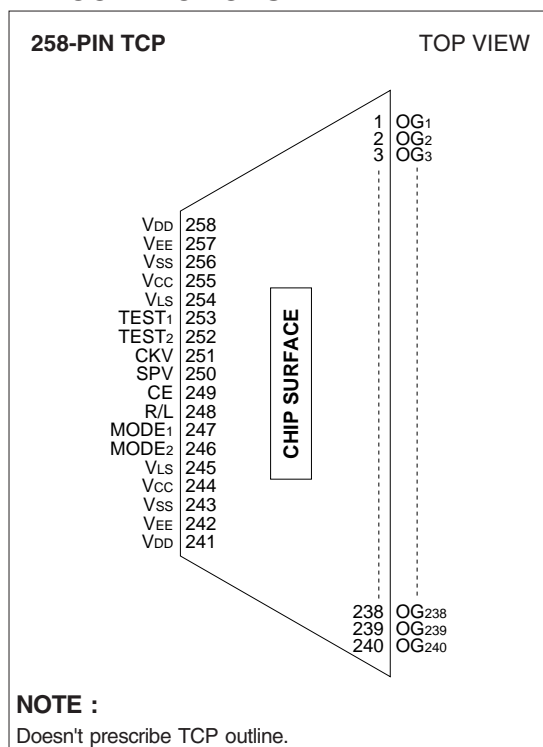 258-PIN TCP TOP VIEW
1 OG1
2 OG2
3 OG3
VDD 258
VEE 257
VSS 256
VCC 255
VLS 254
TEST1 253
TEST2 252
CKV 251
SPV 250
CE 249
R/L 248
MODE1 247
MODE2 246
VLS 245
VCC 244
VSS 243
VEE 242
VDD 241
CHIP SURFACE
238 OG238
239 OG239
240 OG240
NOTE :
Doesn't prescribe TCP outline.